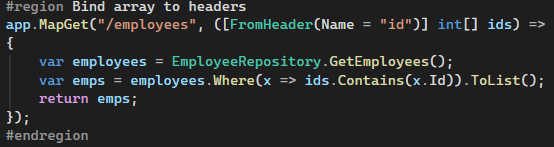 #region Bind array to headers
app.MapGet("/employees", ([FromHeader(Name = "id")] int[] ids) =>
{
    var employees = EmployeeRepository.GetEmployees();
    var emps = employees.Where(x => ids.Contains(x.Id)).ToList();
    return emps;
});
#endregion